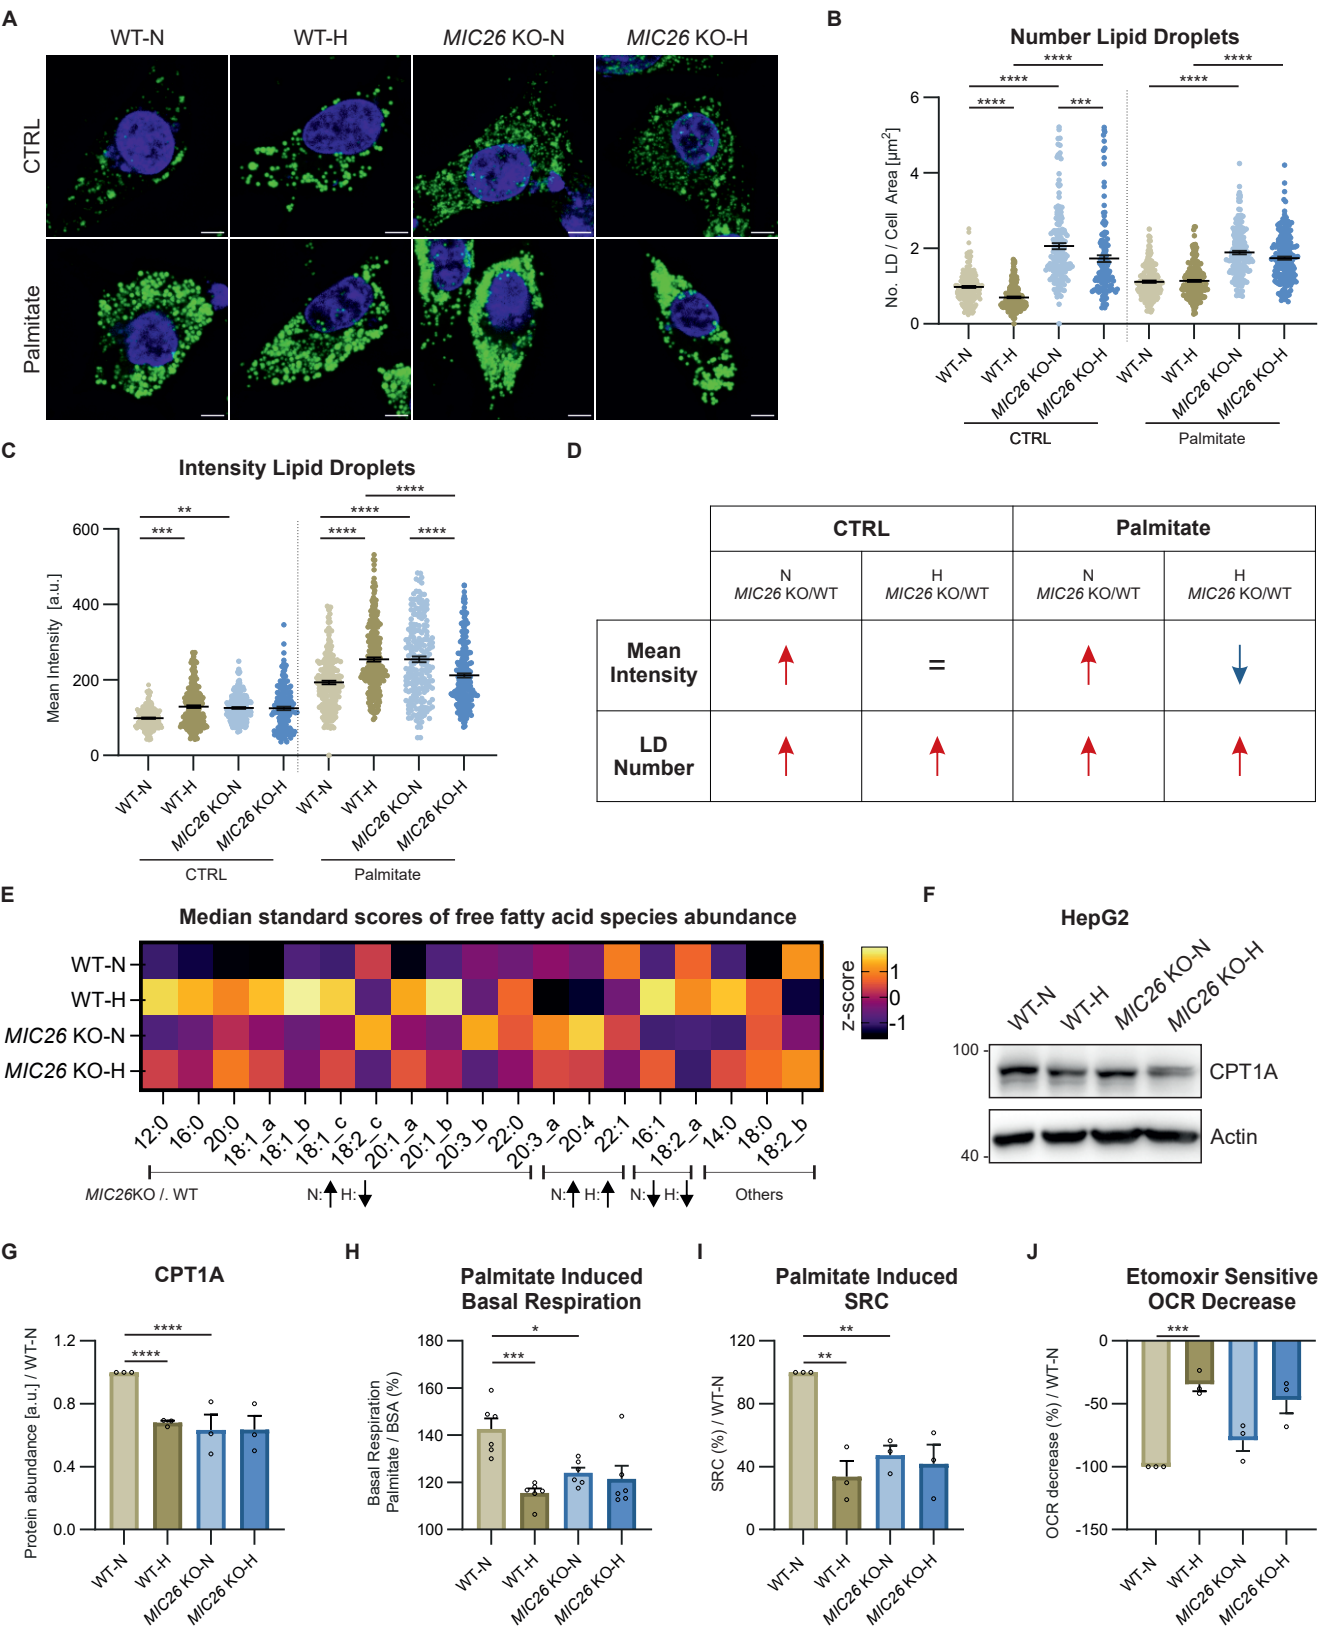 A
WT-N
WT-H
MIC26 KO-N
MIC26 KO-H
CTRL
Palmitate
B
Number Lipid Droplets
****
****
****
****
****
***
No. LD / Cell Area [µm²]
6
4
2
0
WT-N
WT-H
MIC26 KO-N
MIC26 KO-H
WT-N
WT-H
MIC26 KO-N
MIC26 KO-H
CTRL
Palmitate
C
Intensity Lipid Droplets
****
**
****
***
****
****
Mean Intensity [a.u.]
600
400
200
0
WT-N
WT-H
MIC26 KO-N
MIC26 KO-H
WT-N
WT-H
MIC26 KO-N
MIC26 KO-H
CTRL
Palmitate
D
CTRL
Palmitate
N
MIC26 KO/WT
H
MIC26 KO/WT
N
MIC26 KO/WT
H
MIC26 KO/WT
Mean
Intensity
=
LD
Number
E
Median standard scores of free fatty acid species abundance
WT-N
WT-H
MIC26 KO-N
MIC26 KO-H
z-score
1
0
-1
12:0
16:0
20:0
18:1_a
18:1_b
18:1_c
18:2_c
20:1_a
20:1_b
20:3_b
22:0
20:3_a
20:4
22:1
16:1
18:2_a
14:0
18:0
18:2_b
MIC26KO /. WT
N: H:
N: H:
N: H:
Others
F
HepG2
WT-N
WT-H
MIC26 KO-N
MIC26 KO-H
100
CPT1A
Actin
40
G
CPT1A
****
****
Protein abundance [a.u.] / WT-N
1.2
0.8
0.4
0.0
WT-N
WT-H
MIC26 KO-N
MIC26 KO-H
H
Palmitate Induced
Basal Respiration
*
***
Basal Respiration
Palmitate / BSA (%)
180
160
140
120
100
WT-N
WT-H
MIC26 KO-N
MIC26 KO-H
I
Palmitate Induced
SRC
**
**
SRC (%) / WT-N
120
80
40
0
WT-N
WT-H
MIC26 KO-N
MIC26 KO-H
J
Etomoxir Sensitive
OCR Decrease
***
OCR decrease (%) / WT-N
0
-50
-100
-150
WT-N
WT-H
MIC26 KO-N
MIC26 KO-H